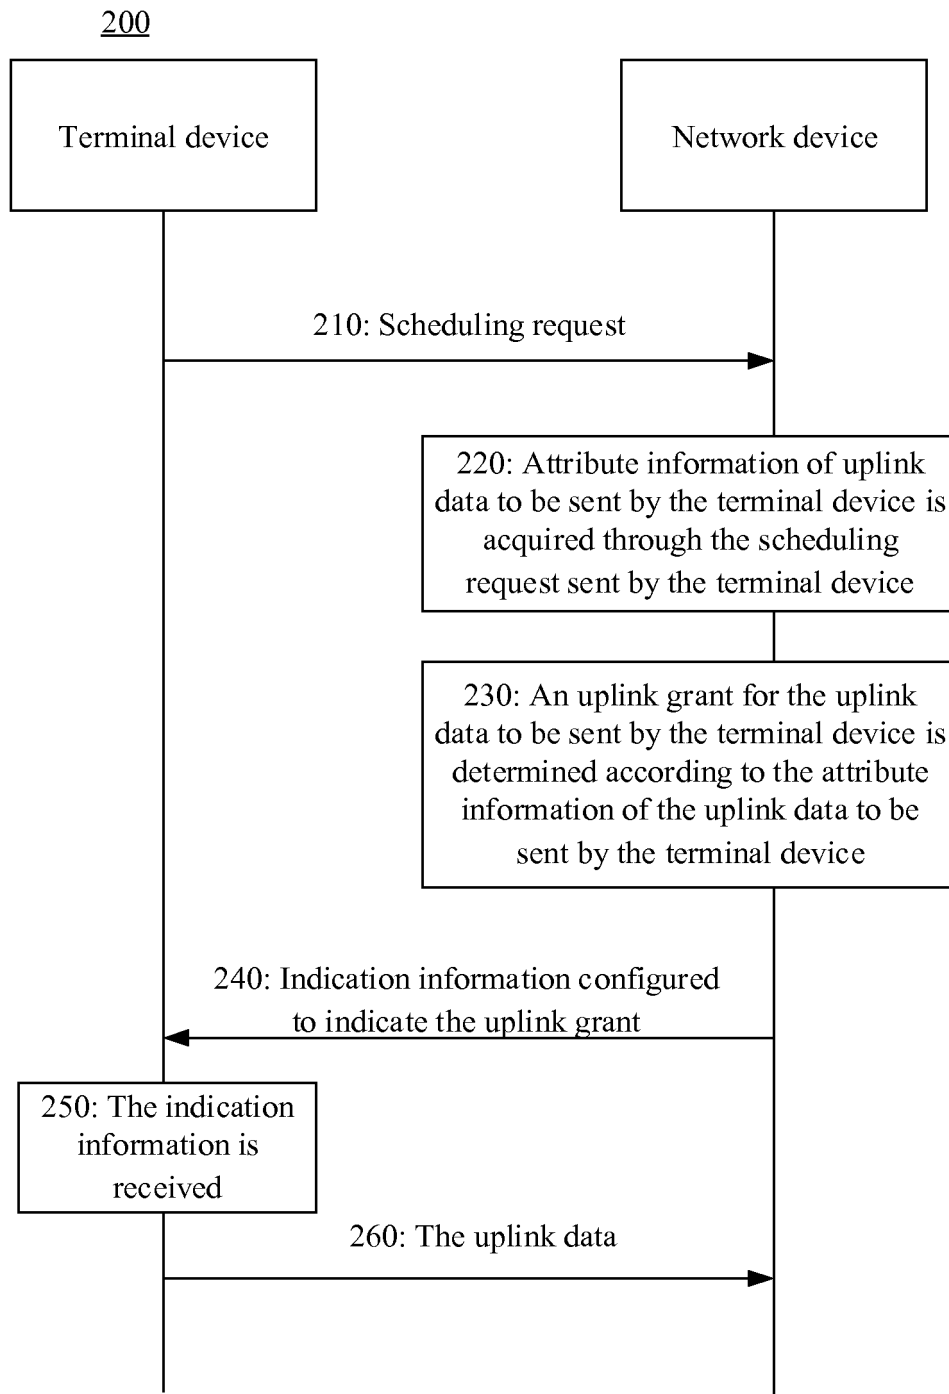 200
Terminal device
Network device
210: Scheduling request
220: Attribute information of uplink
data to be sent by the terminal device is
acquired through the scheduling
request sent by the terminal device
230: An uplink grant for the uplink
data to be sent by the terminal device is
determined according to the attribute
information of the uplink data to be
sent by the terminal device
240: Indication information configured
to indicate the uplink grant
250: The indication
information is
received
260: The uplink data